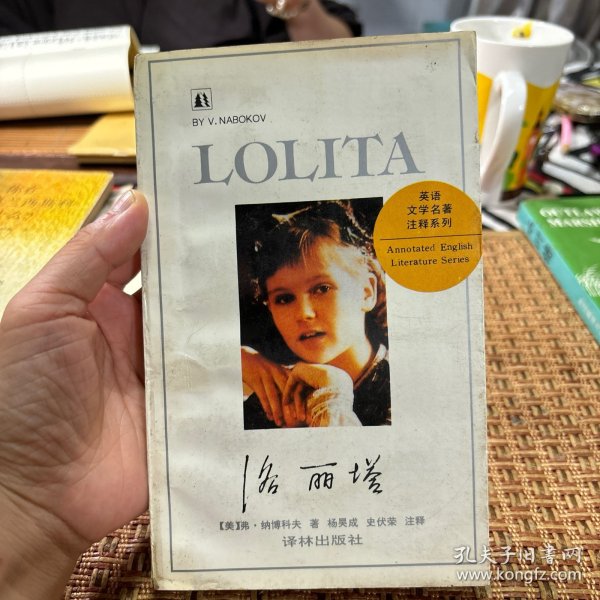 BY V. NABOKOV
LOLITA
英语
文学名著
注释系列
Annotated English
Literature Series
洛丽塔
【美】弗·纳博科夫 著 杨昊成 史伏荣 注释
译林出版社
孔夫子旧书网
www.kongfz.com